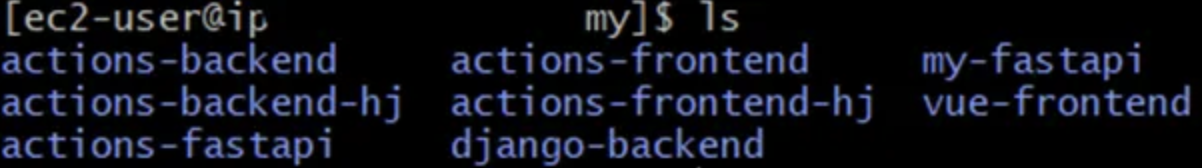 [ec2-user@ip my]$ ls
actions-backend actions-frontend my-fastapi
actions-backend-hj actions-frontend-hj vue-frontend
actions-fastapi django-backend